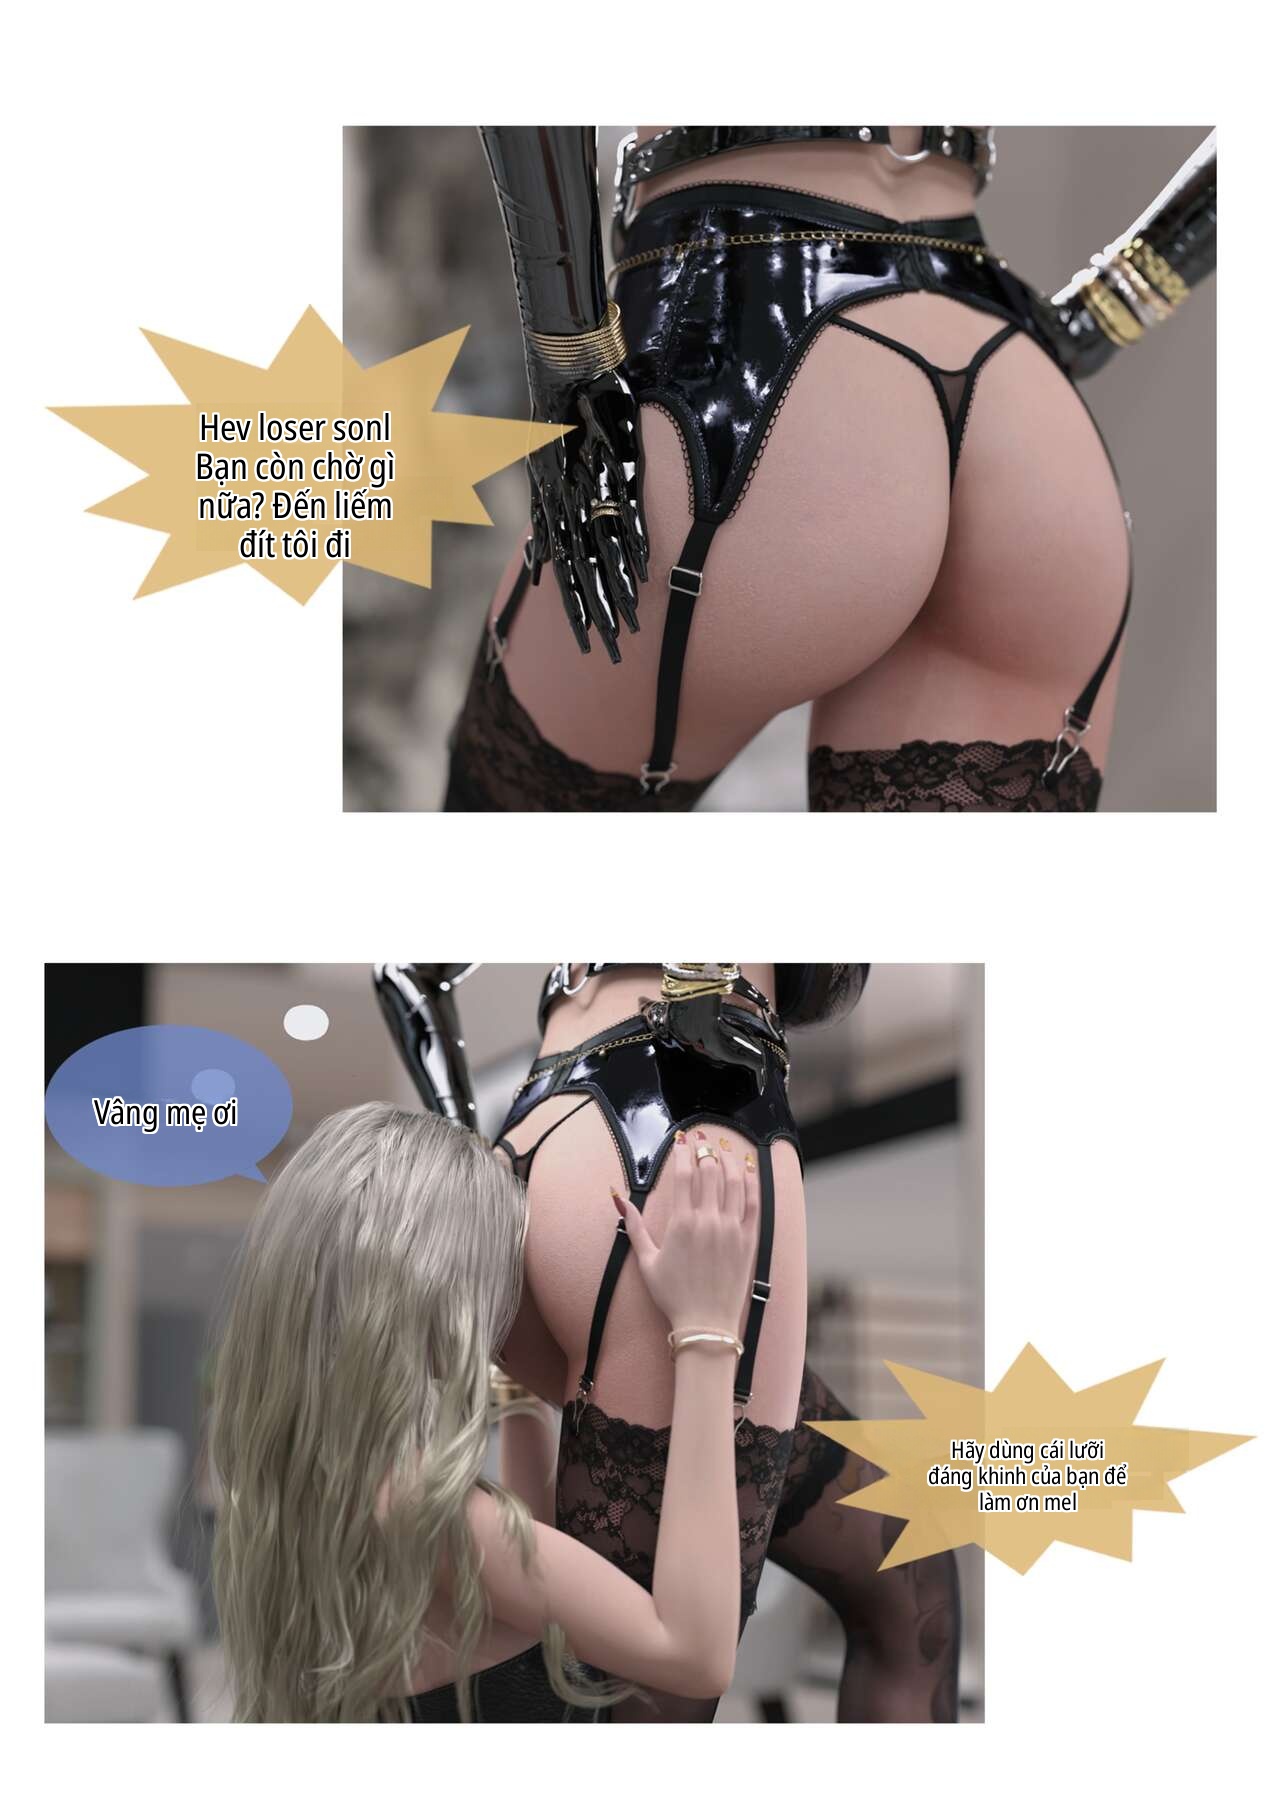 Hev loser sonl
Bạn còn chờ gì
nữa? Đến liếm
đít tôi đi
Vâng mẹ ơi
Hãy dùng cái lưỡi
đáng khinh của bạn để
làm ơn mel